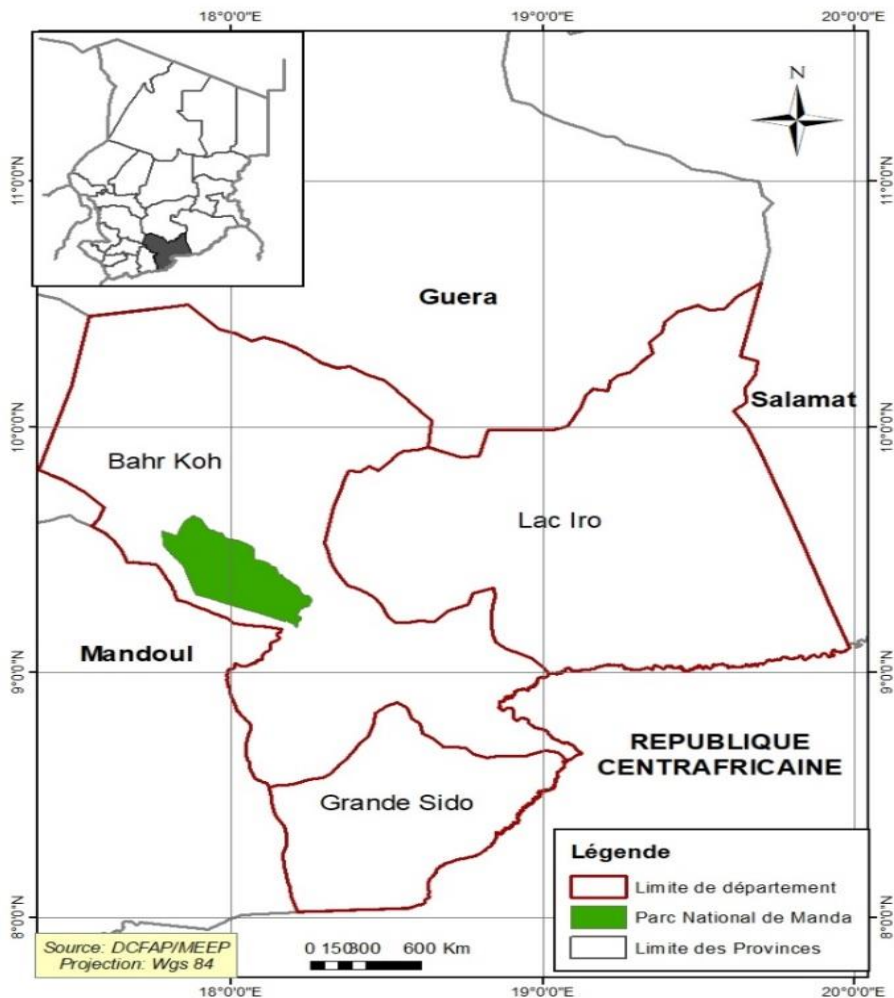 18°0'0"E
19°0'0"E
20°0'0"E
N
11°0'0"N
11°0'0"N
Guera
Salamat
10°0'0"N
10°0'0"N
Bahr Koh
Lac Iro
Mandoul
9°0'0"N
9°0'0"N
REPUBLIQUE
CENTRAFRICAINE
Grande Sido
Légende
Limite de département
Parc National de Manda
Limite des Provinces
8°0'0"N
8°0'0"N
Source: DCFAP/MEEP
Projection: Wgs 84
0 150300 600 Km
18°0'0"E
19°0'0"E
20°0'0"E